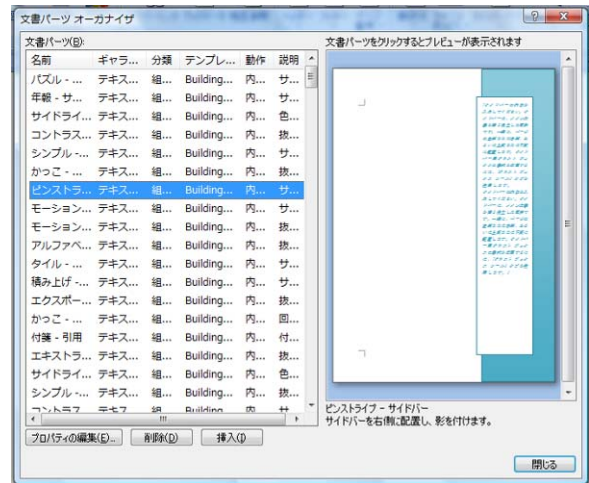 文書パーツ オーガナイザ
文書パーツ(B):
文書パーツをクリックするとプレビューが表示されます
名前 ギャラ... 分類 テンプレ... 動作 説明
パズル - ... テキス... 組... Building... 内... サ...
年報 - サ... テキス... 組... Building... 内... サ...
サイドライ... テキス... 組... Building... 内... 色...
コントラス... テキス... 組... Building... 内... 抜...
シンプル -... テキス... 組... Building... 内... サ...
かっこ - ... テキス... 組... Building... 内... 抜...
ピンストラ... テキス... 組... Building... 内... サ...
モーション... テキス... 組... Building... 内... サ...
モーション... テキス... 組... Building... 内... 抜...
アルファベ... テキス... 組... Building... 内... 抜...
タイル - ... テキス... 組... Building... 内... サ...
積み上げ - ... テキス... 組... Building... 内... サ...
エクスポー... テキス... 組... Building... 内... 抜...
かっこ - ... テキス... 組... Building... 内... 回...
付箋 - 引用 テキス... 組... Building... 内... 付...
エキストラ... テキス... 組... Building... 内... 抜...
サイドライ... テキス... 組... Building... 内... 色...
シンプル -... テキス... 組... Building... 内... 抜...
コントラス テキス 組 Building 内 サ
ピンストライプ - サイドバー
サイドバーを右側に配置し、影を付けます。
プロパティの編集(E)... 削除(D) 挿入(I)
閉じる